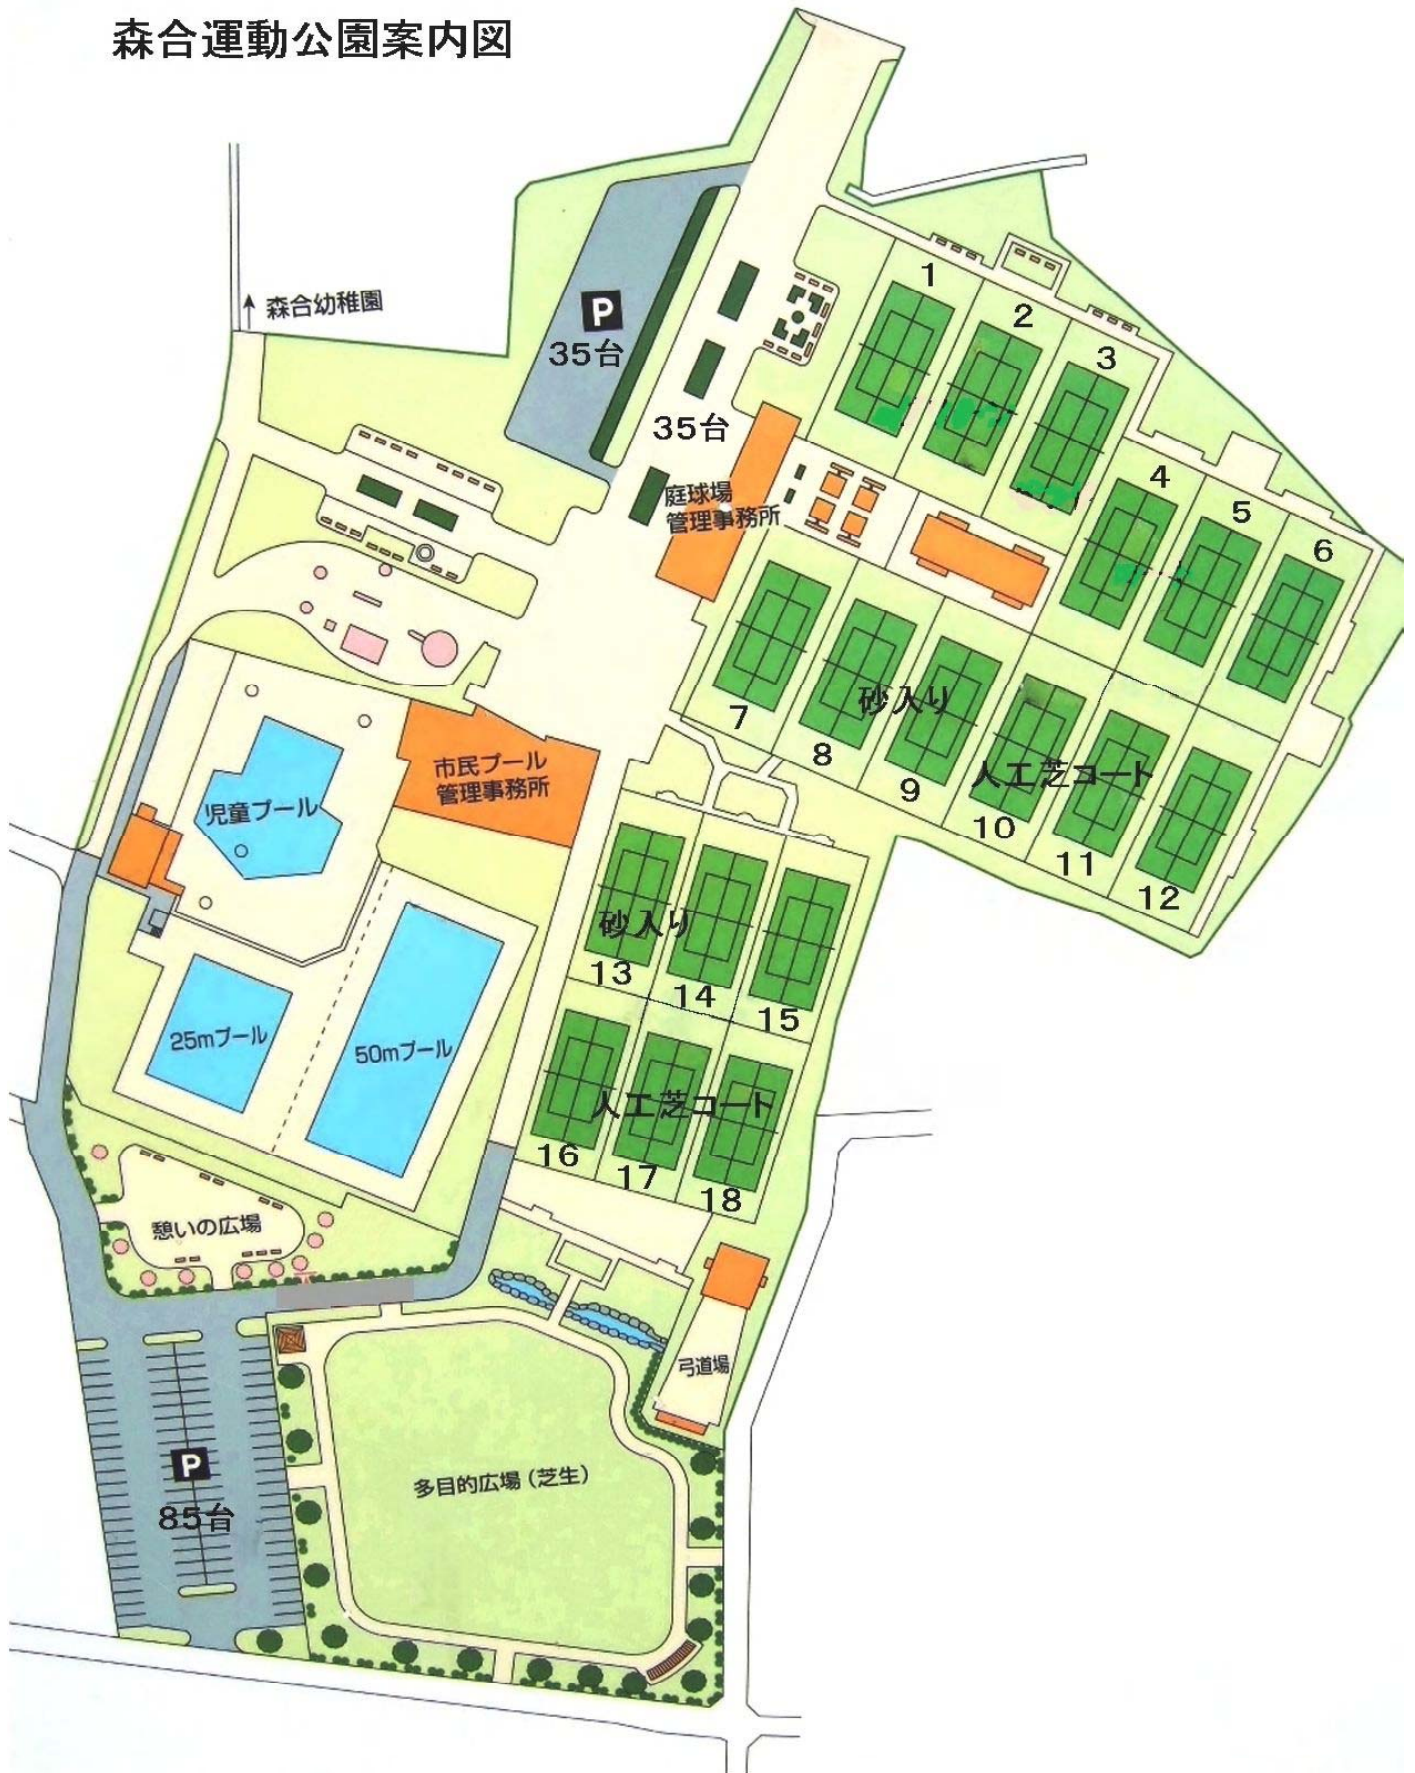 森合運動公園案内図
森合幼稚園
P
35台
35台
庭球場
管理事務所
1
2
3
4
5
6
7
8
9
砂入り
人工芝コート
10
11
12
市民プール
管理事務所
児童プール
25mプール
50mプール
砂入り
13
14
15
人工芝コート
16
17
18
憩いの広場
弓道場
P
85台
多目的広場(芝生)